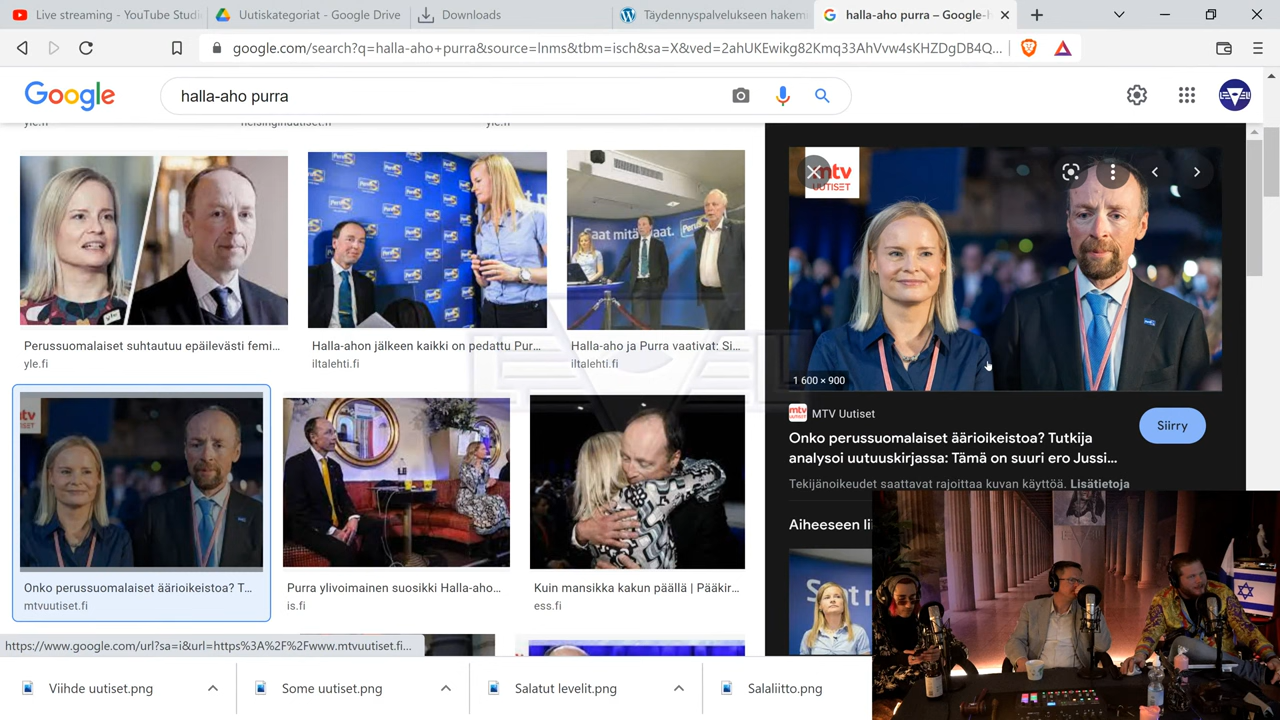 Live streaming - YouTube Studi
Uutiskategoriat - Google Drive
Downloads
Täydennyspalvelukseen hakem
halla-aho purra – Google-h
google.com/search?q=halla-aho+purra&source=lnms&tbm=isch&sa=X&ved=2ahUKEwikg82Kmq33AhVvw4sKHZDgDB4Q...
Google
halla-aho purra
yle.fi
helsinginuutiset.fi
yle.fi
Perussuomalaiset suhtautuu epäilevästi femi...
yle.fi
Halla-ahon jälkeen kaikki on pedattu Pur...
iltalehti.fi
Saat mitä
aat.
Halla-aho ja Purra vaativat: Si...
iltalehti.fi
mtv
UUTISET
1 600 × 900
mtv
MTV Uutiset
Siirry
Onko perussuomalaiset äärioikeistoa? Tutkija
analysoi uutuuskirjassa: Tämä on suuri ero Jussi...
Tekijänoikeudet saattavat rajoittaa kuvan käyttöä. Lisätietoja
Aiheeseen li
Onko perussuomalaiset äärioikeistoa? T...
mtvuutiset.fi
Purra ylivoimainen suosikki Halla-aho...
is.fi
Kuin mansikka kakun päällä | Pääkir...
ess.fi
https://www.google.com/url?sa=i&url=https%3A%2F%2Fwww.mtvuutiset.fi...
Viihde uutiset.png
Some uutiset.png
Salatut levelit.png
Salaliitto.png